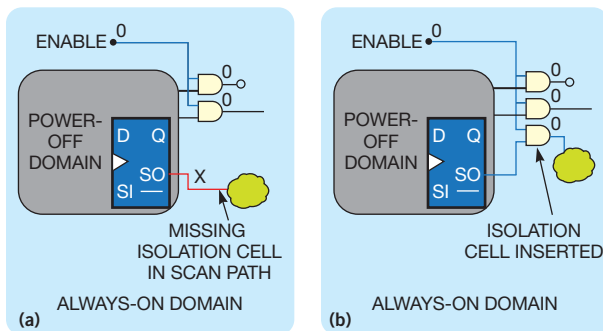 ENABLE 0
0
0
POWER-
OFF
DOMAIN
D Q
SO
SI
X
MISSING
ISOLATION CELL
IN SCAN PATH
(a) ALWAYS-ON DOMAIN
ENABLE 0
0
0
0
POWER-
OFF
DOMAIN
D Q
SO
SI
ISOLATION
CELL INSERTED
(b) ALWAYS-ON DOMAIN